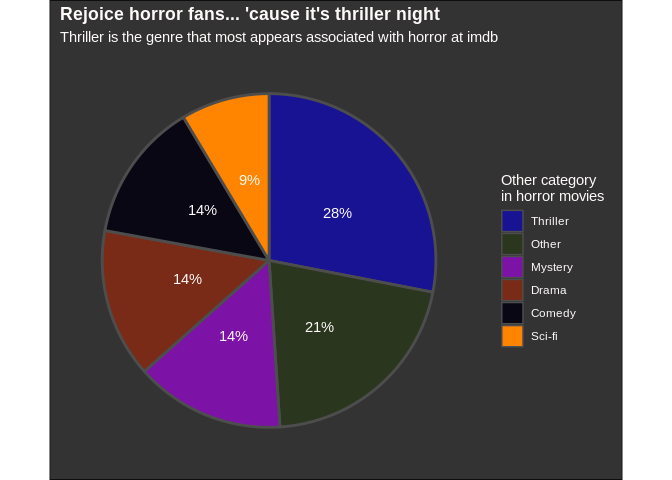 Rejoice horror fans... 'cause it's thriller night
Thriller is the genre that most appears associated with horror at imdb
9%
28%
14%
14%
14%
21%
Other category
in horror movies
Thriller
Other
Mystery
Drama
Comedy
Sci-fi